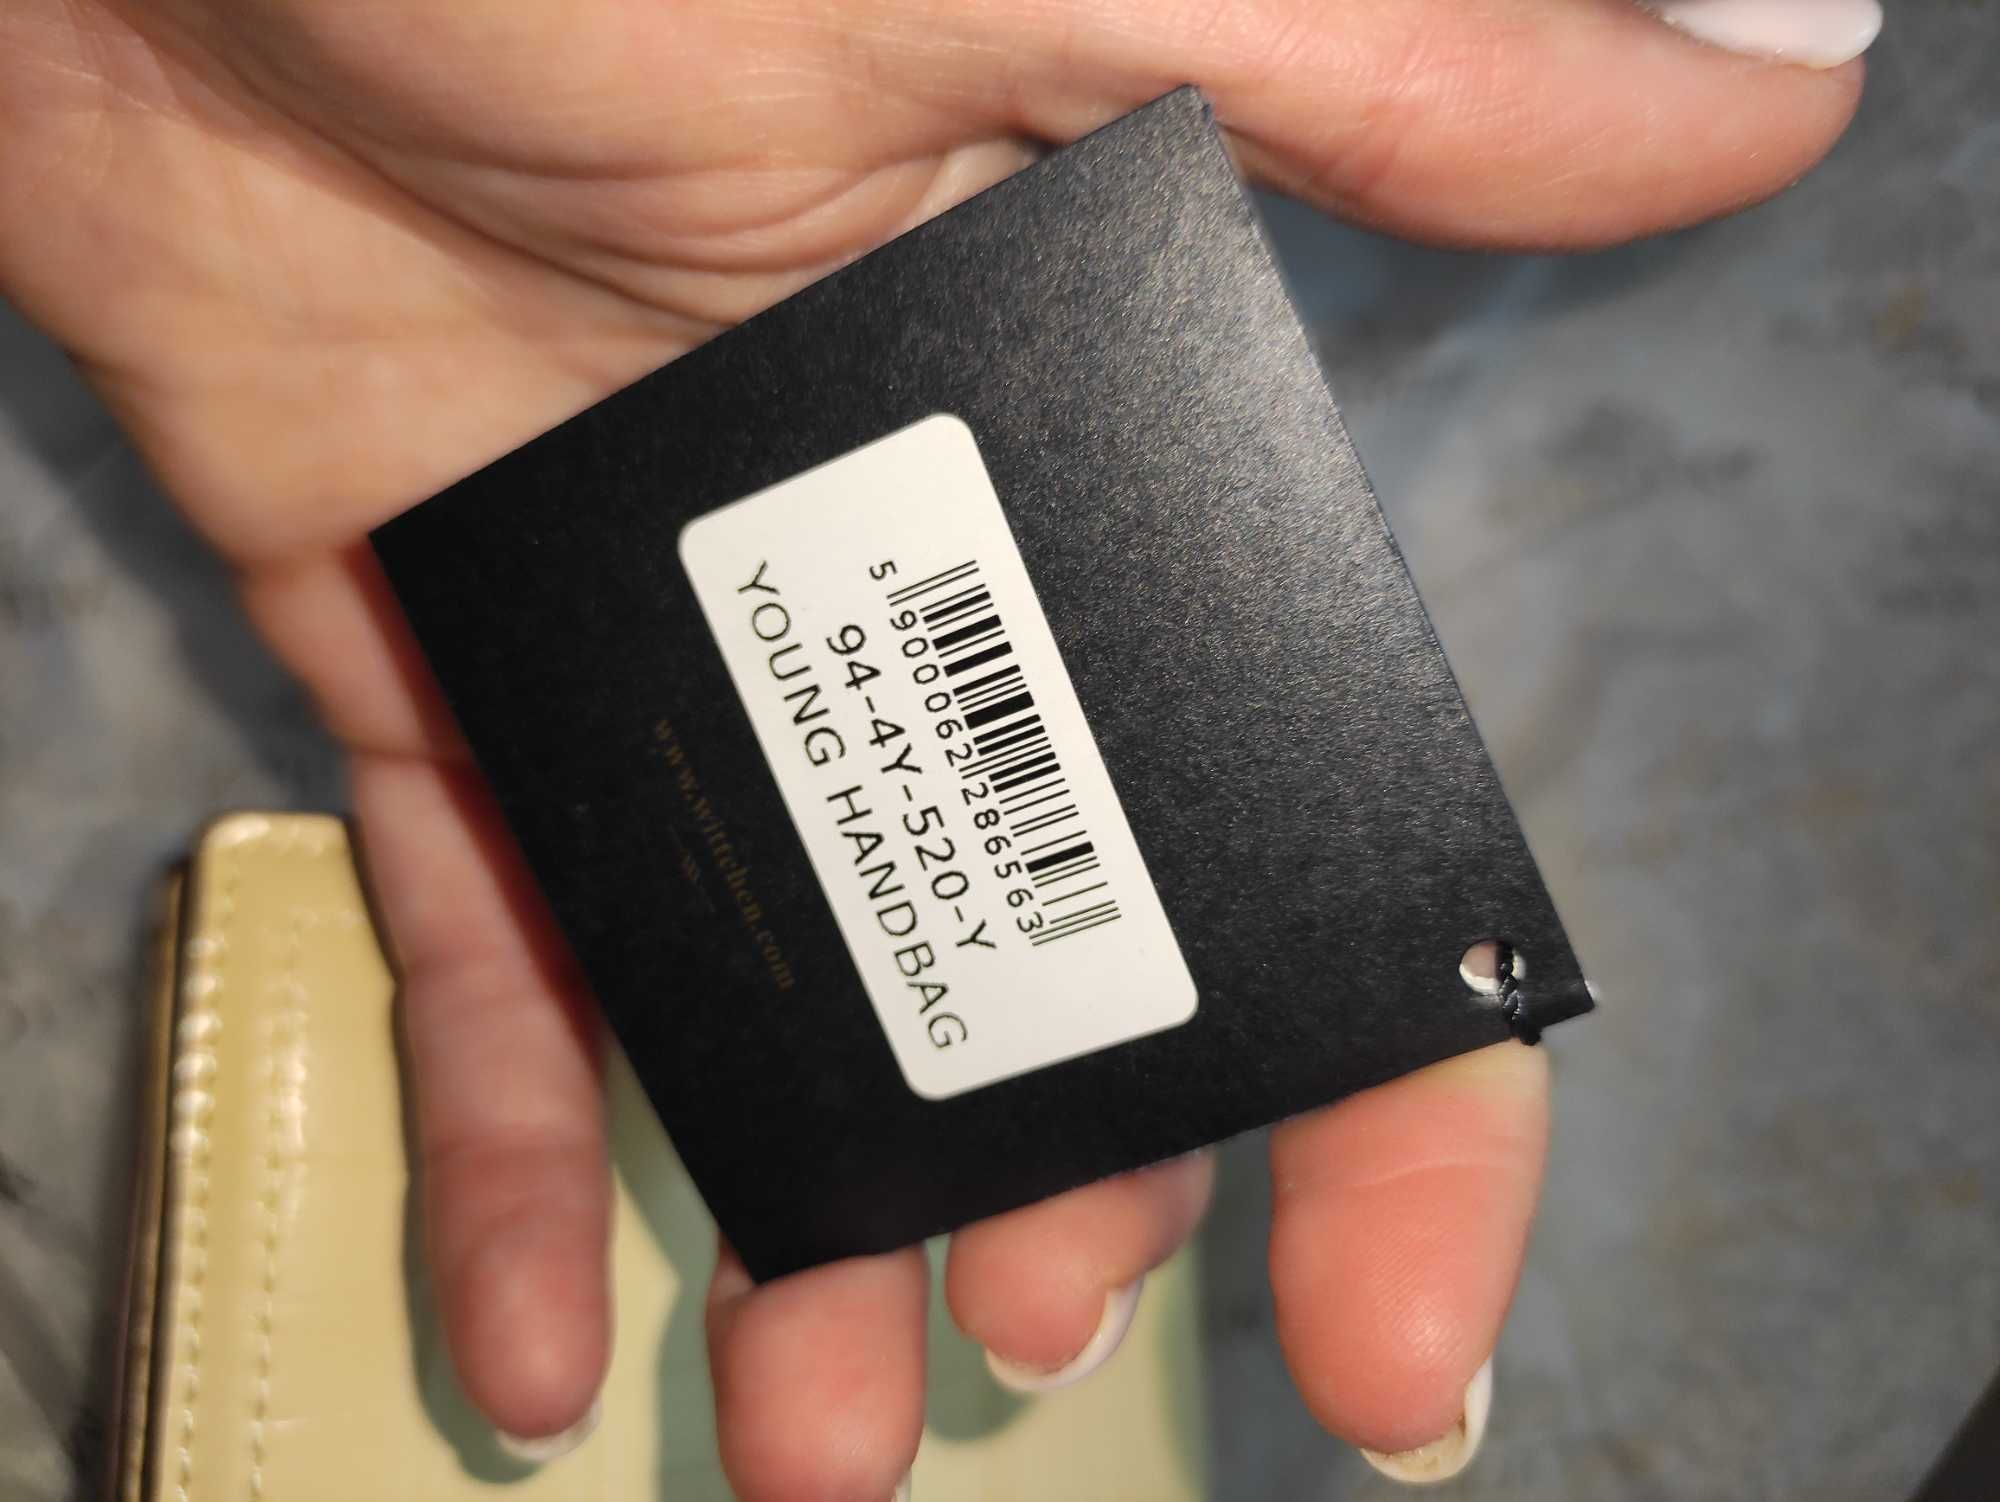 5 900062 286563
94-4Y-520-Y
YOUNG HANDBAG
www.wittchen.com